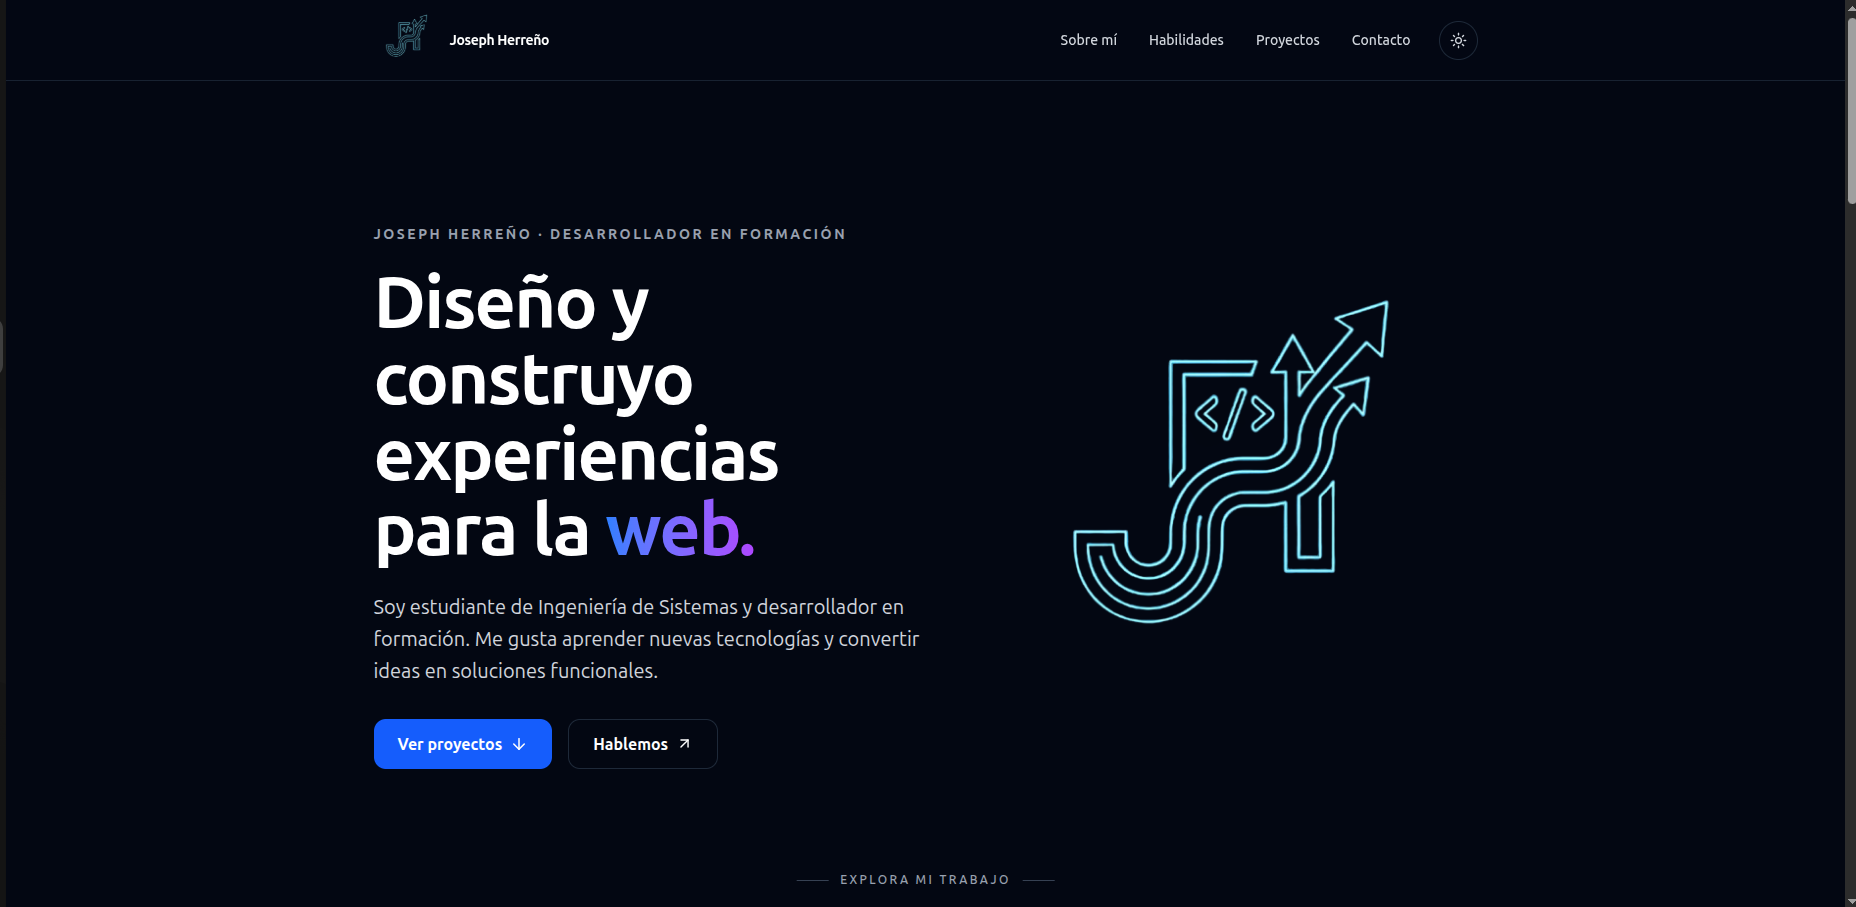 Joseph Herreño
Sobre mí
Habilidades
Proyectos
Contacto
JOSEPH HERREÑO · DESARROLLADOR EN FORMACIÓN
Diseño y
construyo
experiencias
para la web.
</>
Soy estudiante de Ingeniería de Sistemas y desarrollador en
formación. Me gusta aprender nuevas tecnologías y convertir
ideas en soluciones funcionales.
Ver proyectos ↓
Hablemos ↗
EXPLORA MI TRABAJO